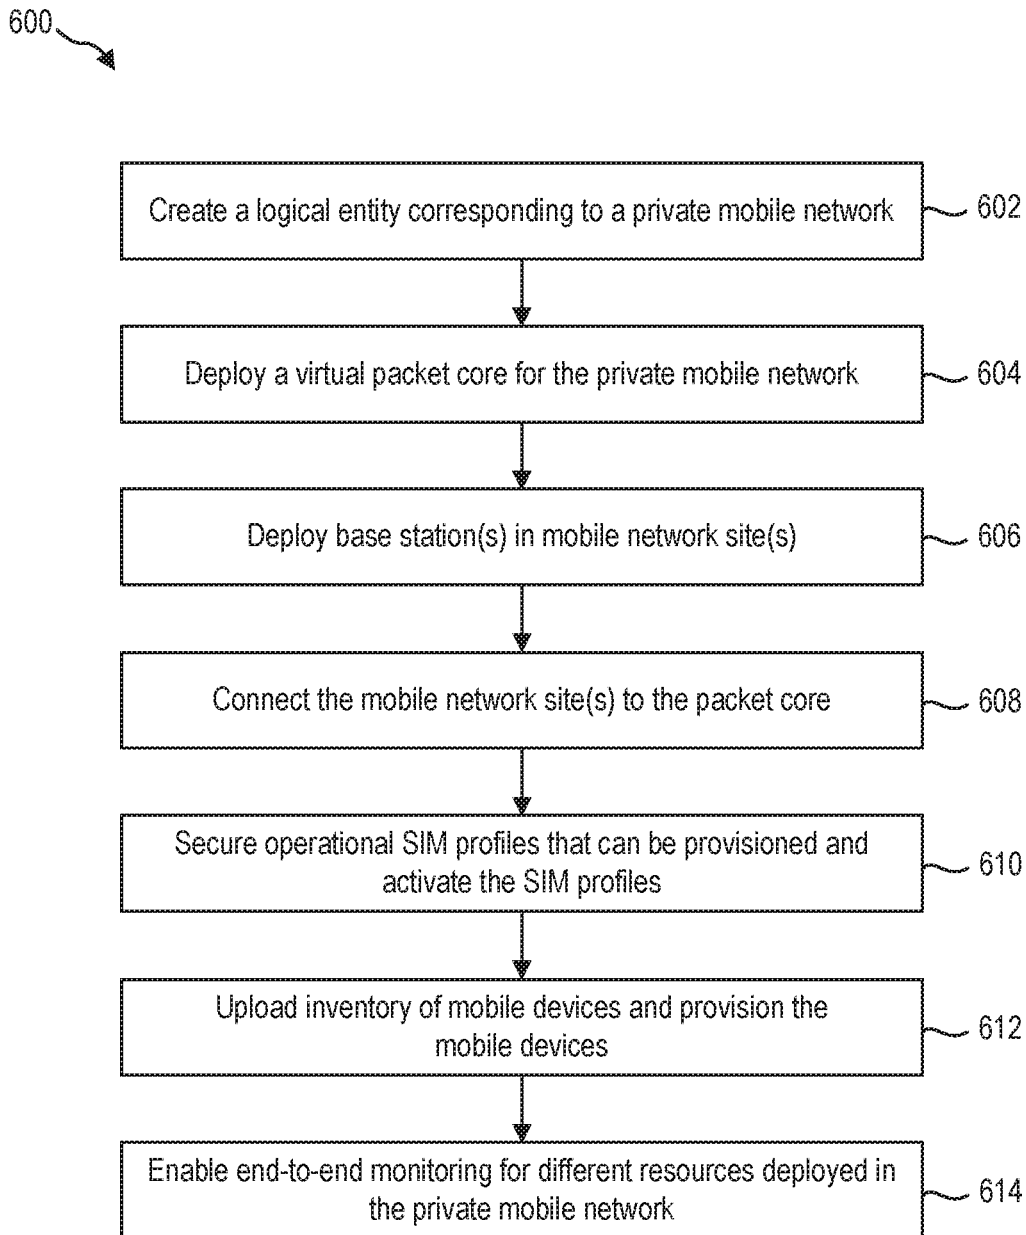 600
Create a logical entity corresponding to a private mobile network
602
Deploy a virtual packet core for the private mobile network
604
Deploy base station(s) in mobile network site(s)
606
Connect the mobile network site(s) to the packet core
608
Secure operational SIM profiles that can be provisioned and
activate the SIM profiles
610
Upload inventory of mobile devices and provision the
mobile devices
612
Enable end-to-end monitoring for different resources deployed in
the private mobile network
614